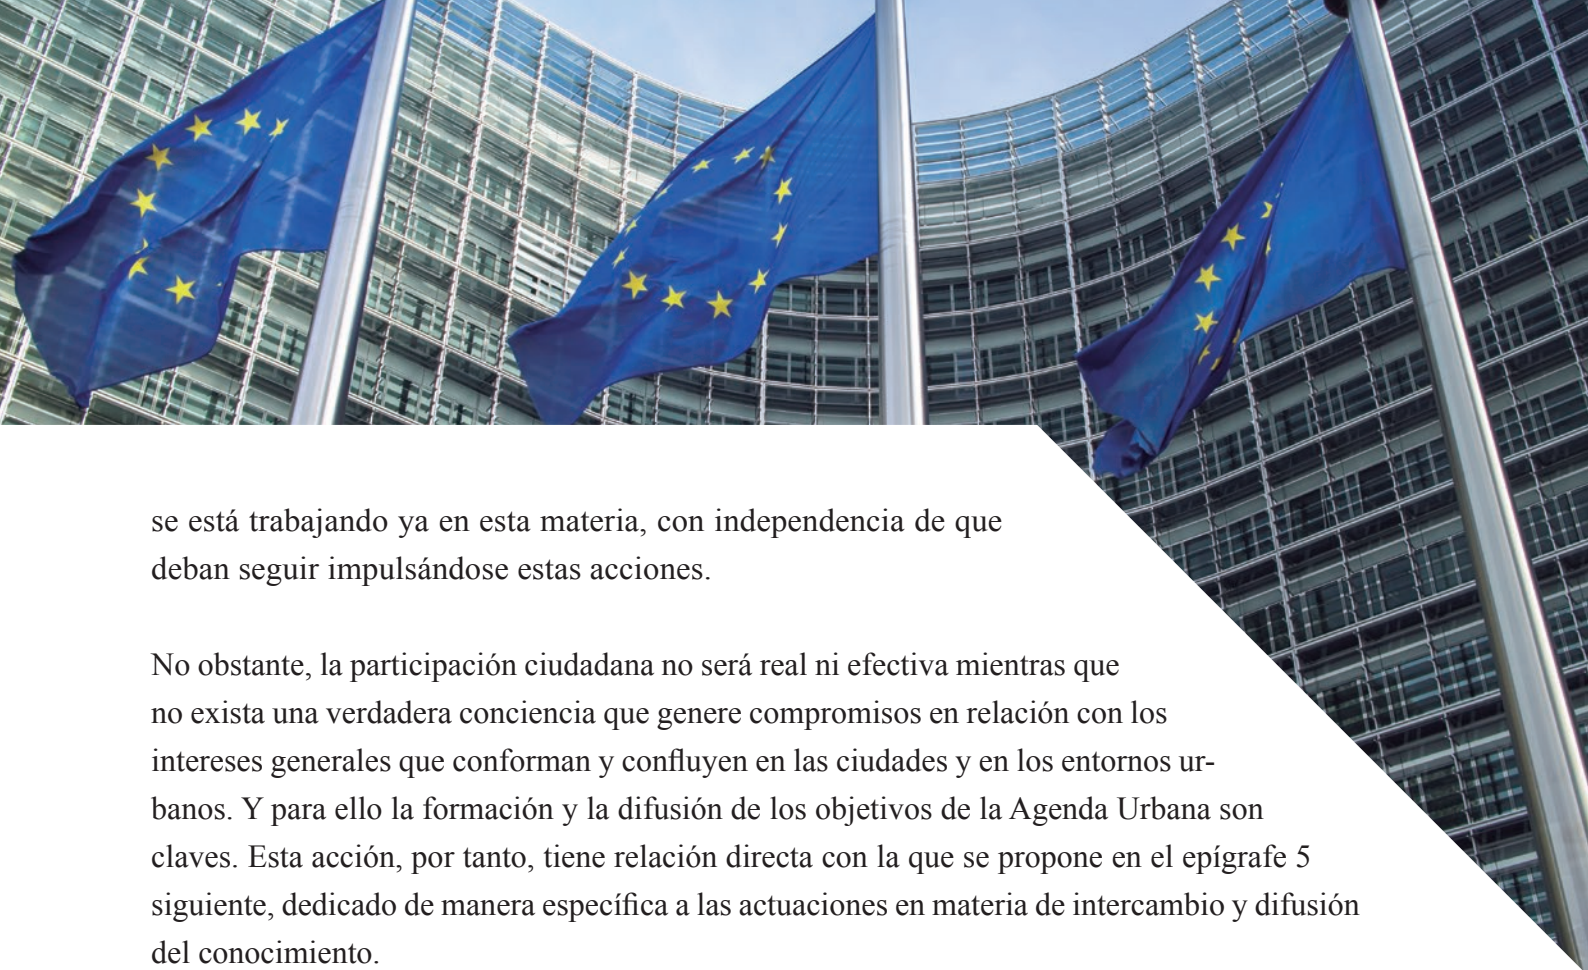 se está trabajando ya en esta materia, con independencia de que
deban seguir impulsándose estas acciones.
No obstante, la participación ciudadana no será real ni efectiva mientras que
no exista una verdadera conciencia que genere compromisos en relación con los
intereses generales que conforman y confluyen en las ciudades y en los entornos ur-
banos. Y para ello la formación y la difusión de los objetivos de la Agenda Urbana son
claves. Esta acción, por tanto, tiene relación directa con la que se propone en el epígrafe 5
siguiente, dedicado de manera específica a las actuaciones en materia de intercambio y difusión
del conocimiento.